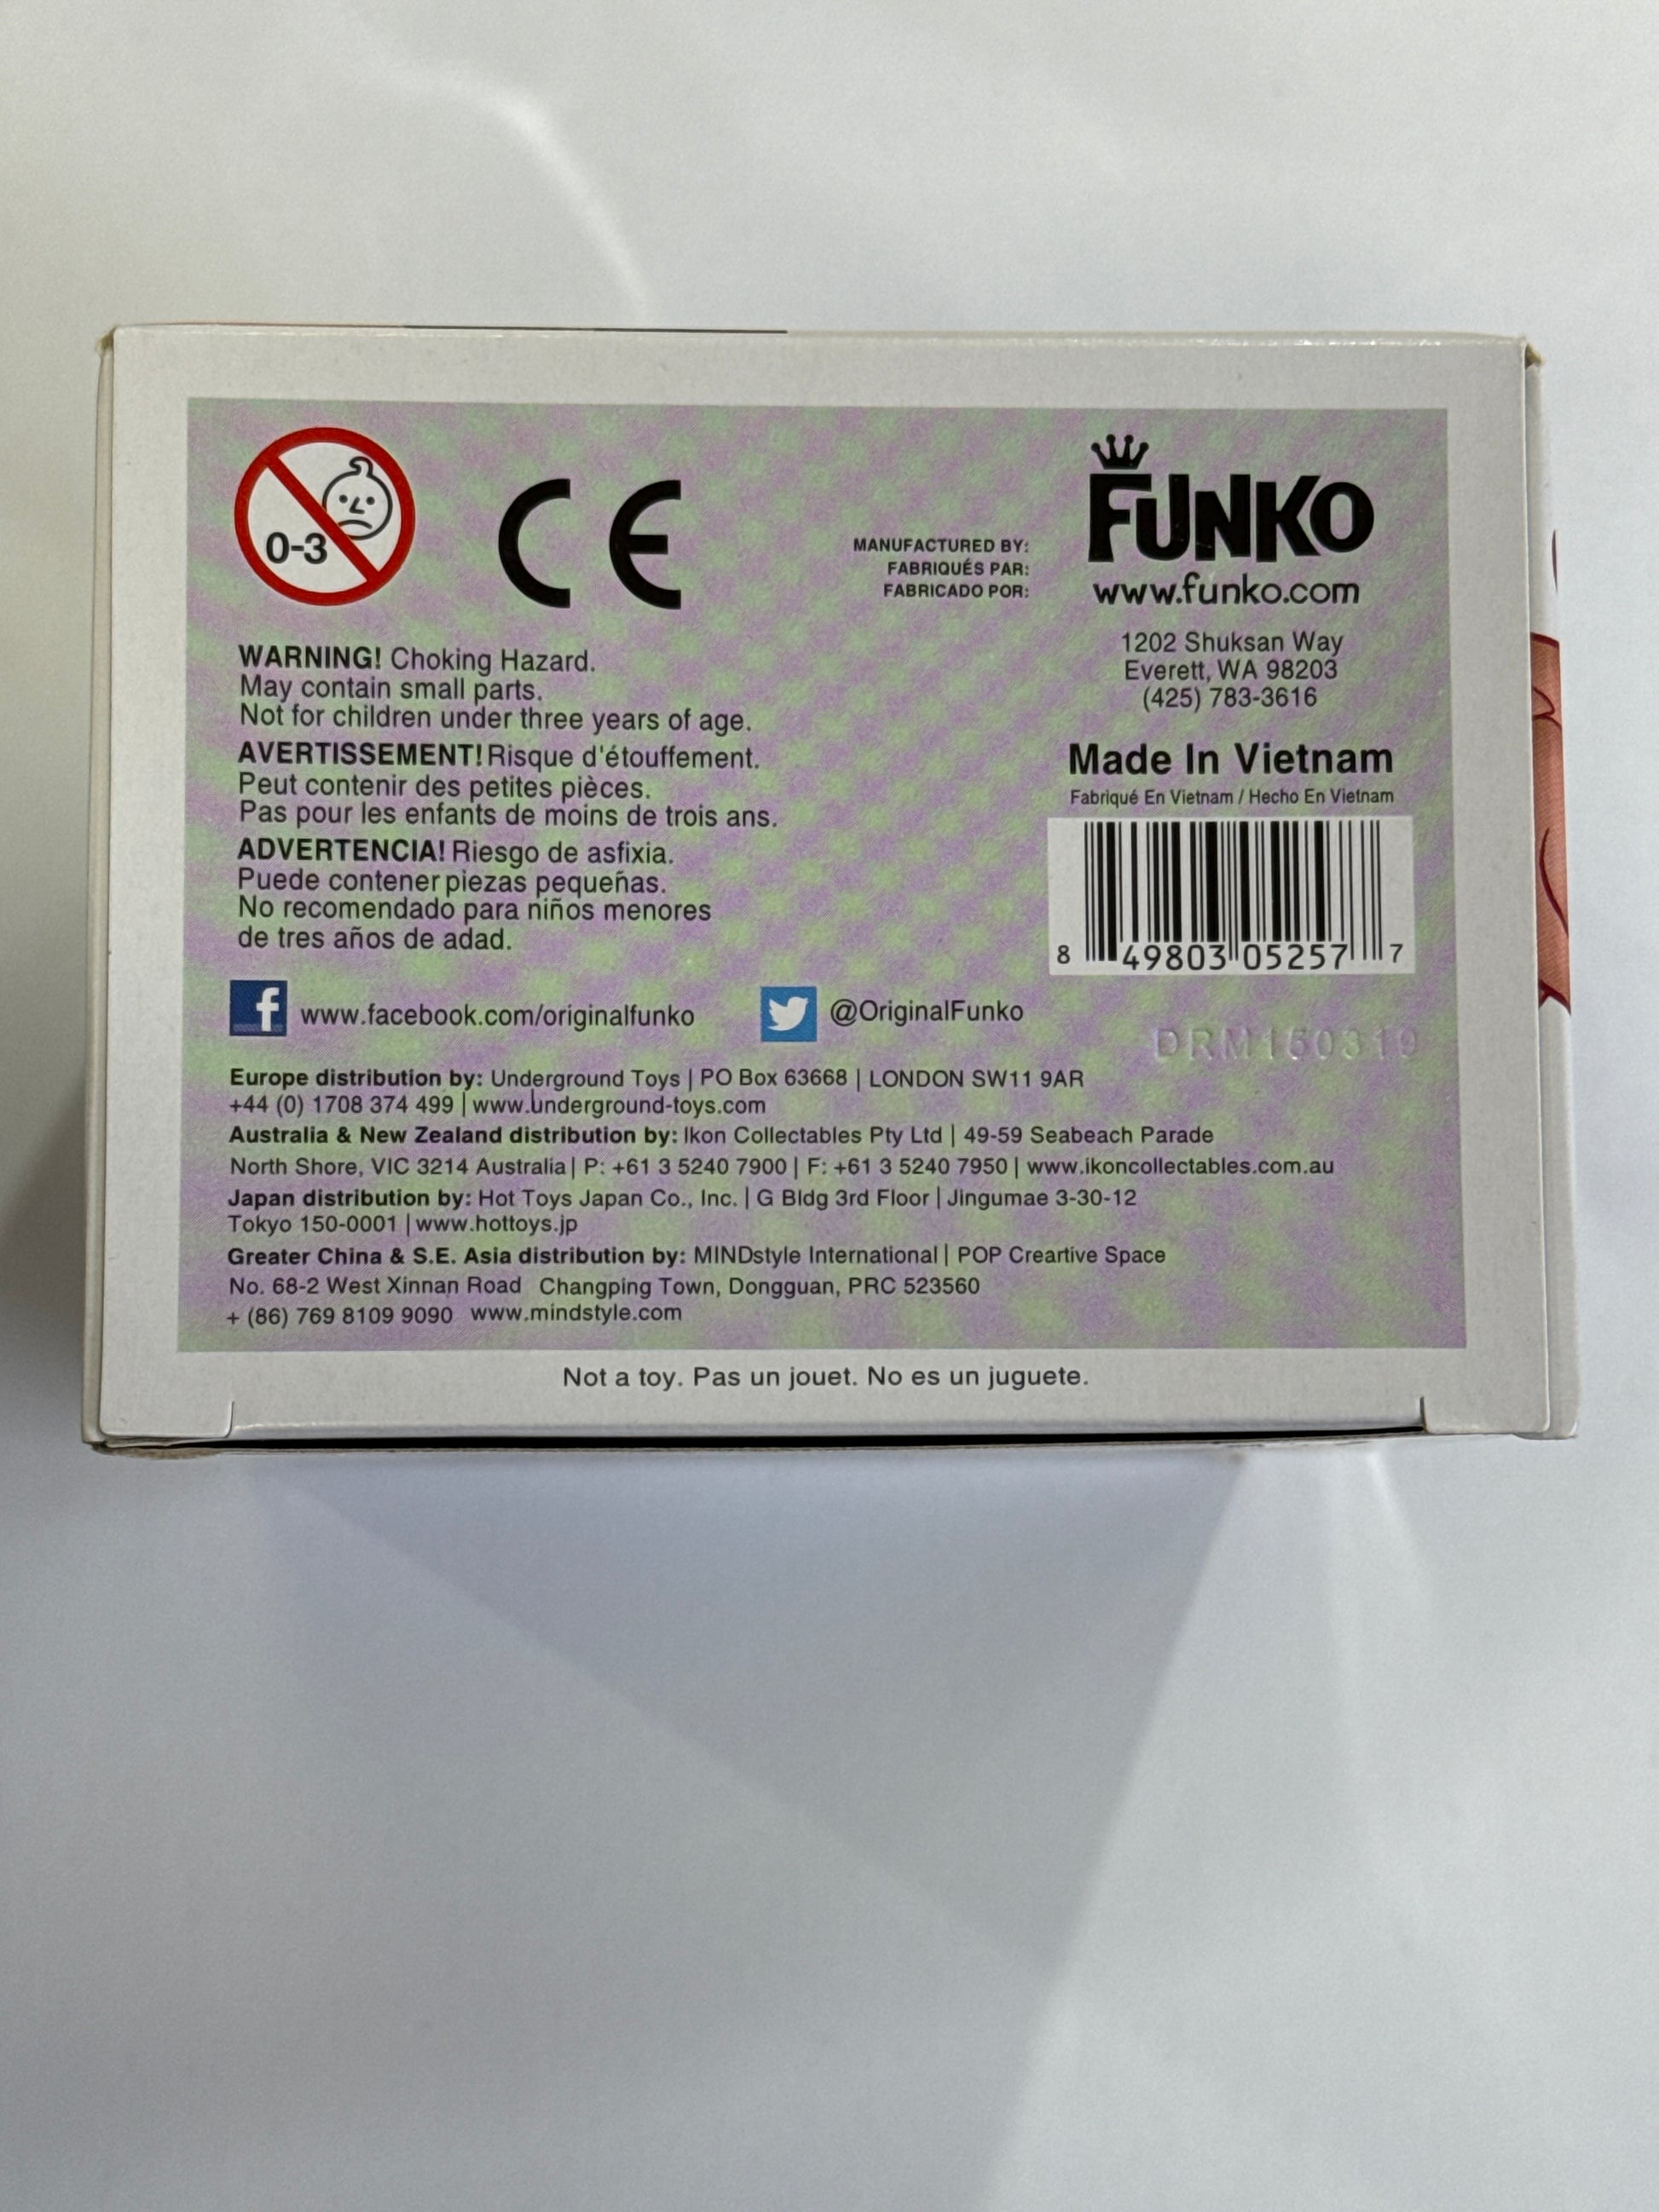 0-3
CE
MANUFACTURED BY:
FABRIQUÉS PAR:
FABRICADO POR:
FUNKO
www.funko.com
1202 Shuksan Way
Everett, WA 98203
(425) 783-3616
Made In Vietnam
Fabriqué En Vietnam / Hecho En Vietnam
8 49803 05257 7
WARNING! Choking Hazard.
May contain small parts.
Not for children under three years of age.
AVERTISSEMENT! Risque d'étouffement.
Peut contenir des petites pièces.
Pas pour les enfants de moins de trois ans.
ADVERTENCIA! Riesgo de asfixia.
Puede contener piezas pequeñas.
No recomendado para niños menores
de tres años de adad.
f www.facebook.com/originalfunko @OriginalFunko
DRM150319
Europe distribution by: Underground Toys | PO Box 63668 | LONDON SW11 9AR
+44 (0) 1708 374 499 | www.underground-toys.com
Australia & New Zealand distribution by: Ikon Collectables Pty Ltd | 49-59 Seabeach Parade
North Shore, VIC 3214 Australia | P: +61 3 5240 7900 | F: +61 3 5240 7950 | www.ikoncollectables.com.au
Japan distribution by: Hot Toys Japan Co., Inc. | G Bldg 3rd Floor | Jingumae 3-30-12
Tokyo 150-0001 | www.hottoys.jp
Greater China & S.E. Asia distribution by: MINDstyle International | POP Creartive Space
No. 68-2 West Xinnan Road Changping Town, Dongguan, PRC 523560
+ (86) 769 8109 9090 www.mindstyle.com
Not a toy. Pas un jouet. No es un juguete.